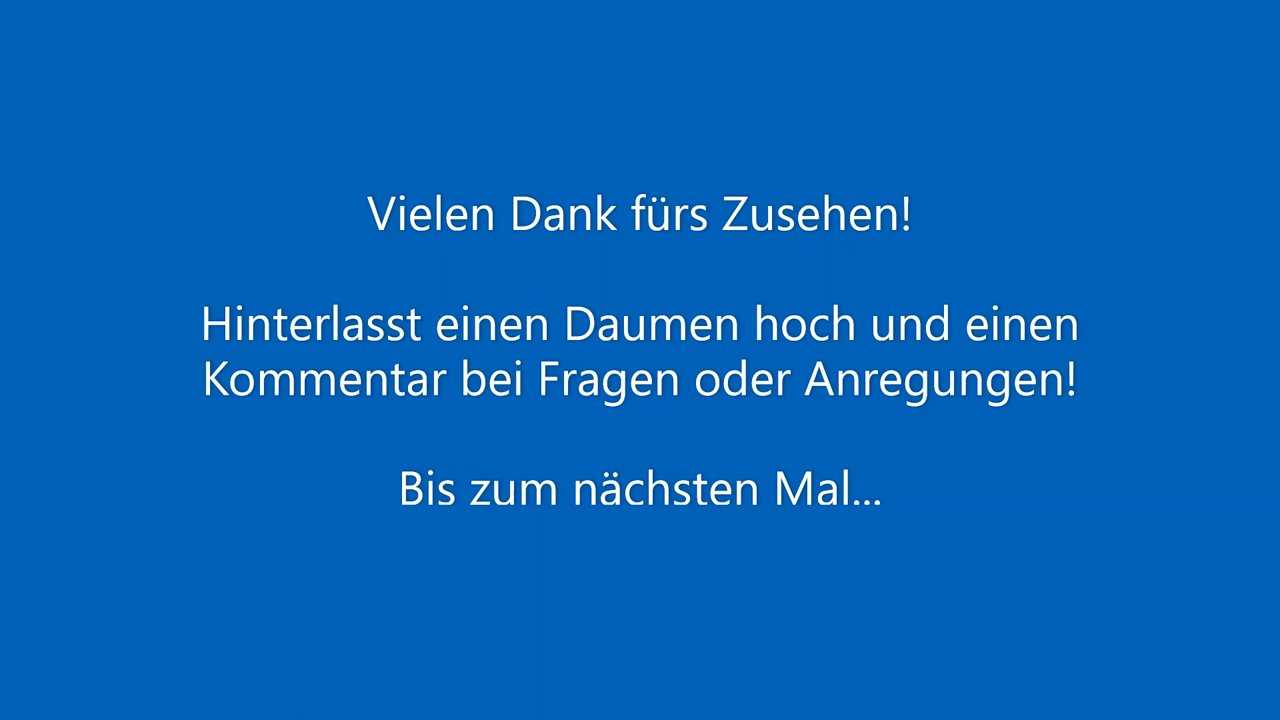 Vielen Dank fürs Zusehen!
Hinterlasst einen Daumen hoch und einen
Kommentar bei Fragen oder Anregungen!
Bis zum nächsten Mal...